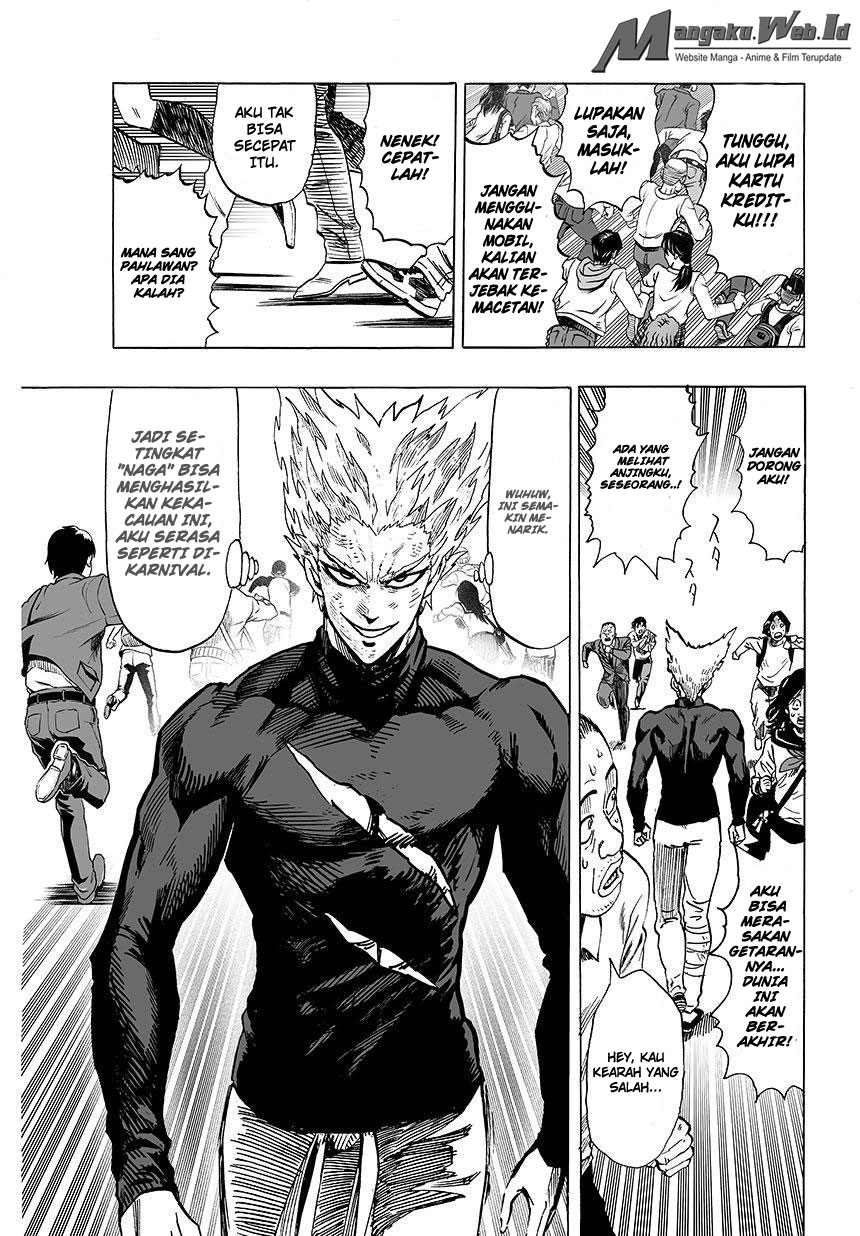 Mangaku.Web.Id
Website Manga - Anime & Film Terupdate
TUNGGU,
AKU LUPA
KARTU
KREDIT-
KU!!!
LUPAKAN
SAJA,
MASUK-
LAH!
JANGAN
MENGGU-
NAKAN
MOBIL,
KALIAN
AKAN TER-
JEBAK KE-
MACETAN!
NENEK!
CEPAT-
LAH!
AKU TAK
BISA
SECEPAT
ITU.
MANA SANG
PAHLAWAN?
APA DIA
KALAH?
JANGAN
DORONG
AKU!
ADA YANG
MELIHAT
ANJINGKU,
SESEORANG..!
AKU
BISA
MERA-
SAKAN
GETARAN-
NYA...
DUNIA
INI
AKAN
BER-
AKHIR!
HEY, KAU
KEARAH YANG
SALAH...
WUHUW,
INI SEMA-
KIN ME-
NARIK.
JADI SE-
TINGKAT
"NAGA" BISA
MENGHASIL-
KAN KEKA-
CAUAN INI,
AKU SERASA
SEPERTI DI-
KARNIVAL.